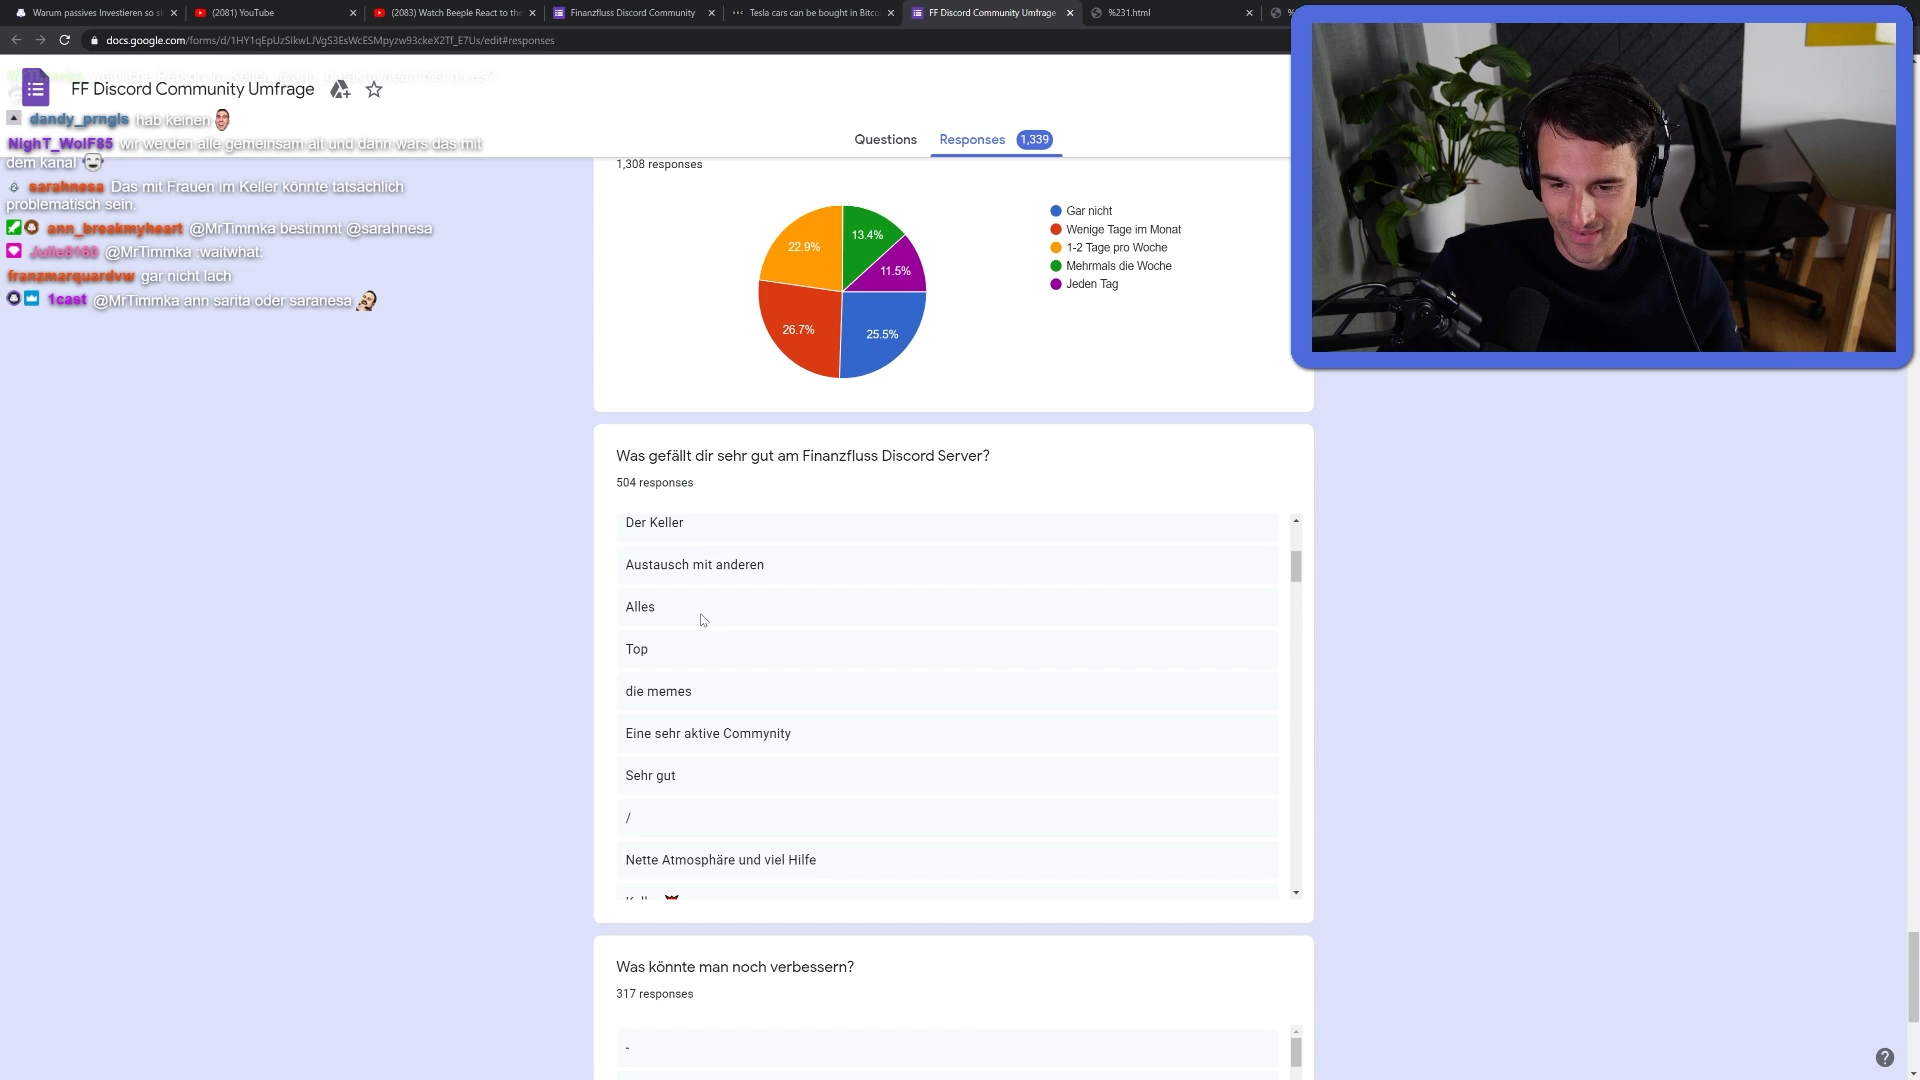 Warum passives Investieren so si
(2081) YouTube
(2083) Watch Beeple React to the
Finanzfluss Discord Community
Tesla cars can be bought in Bitco
FF Discord Community Umfrage
%231.html
docs.google.com/forms/d/1HY1qEpUzSIkwLJVgS3EsWcESMpyzw93ckeX2Tf_E7Us/edit#responses
FF Discord Community Umfrage
dandy_prngls hab keinen
NighT_WolF85 wir werden alle gemeinsam alt und dann wars das mit
dem kanal
sarahnesa Das mit Frauen im Keller könnte tatsächlich
problematisch sein.
ann_breakmyheart @MrTimmka bestimmt @sarahnesa
Julie8160 @MrTimmka :waitwhat:
franzmarquardvw gar nicht lach
1cast @MrTimmka ann sarita oder saranesa
Questions
Responses
1,339
1,308 responses
22.9%
13.4%
11.5%
26.7%
25.5%
Gar nicht
Wenige Tage im Monat
1-2 Tage pro Woche
Mehrmals die Woche
Jeden Tag
Was gefällt dir sehr gut am Finanzfluss Discord Server?
504 responses
Der Keller
Austausch mit anderen
Alles
Top
die memes
Eine sehr aktive Commynity
Sehr gut
/
Nette Atmosphäre und viel Hilfe
Was könnte man noch verbessern?
317 responses
-